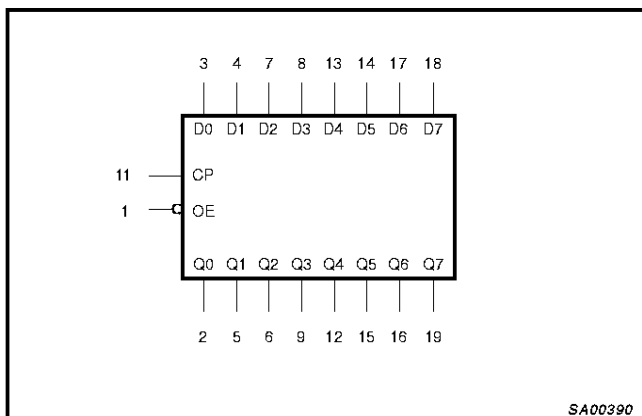 3 4 7 8 13 14 17 18
D0 D1 D2 D3 D4 D5 D6 D7
11 CP
1 OE
Q0 Q1 Q2 Q3 Q4 Q5 Q6 Q7
2 5 6 9 12 15 16 19
SA00390